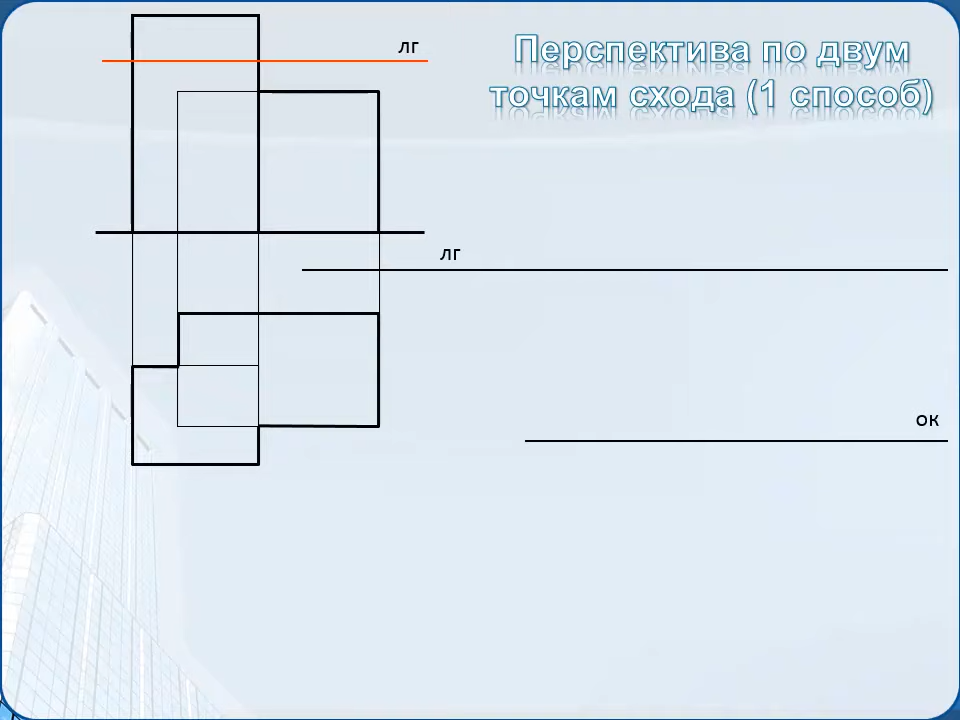 лг
Перспектива по двум
точкам схода (1 способ)
лг
ок